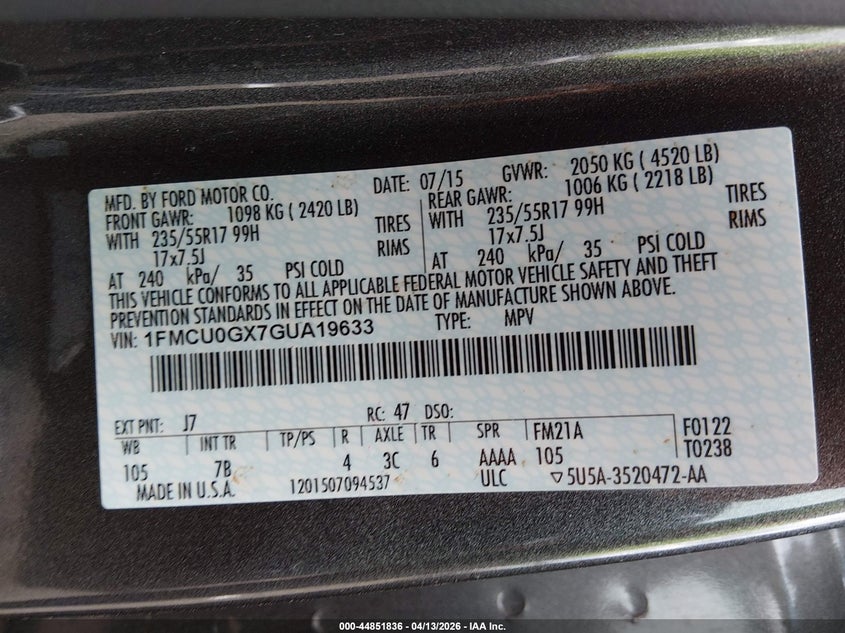 MFD. BY FORD MOTOR CO. DATE: 07/15 GVWR: 2050 KG ( 4520 LB)
FRONT GAWR: 1098 KG ( 2420 LB) REAR GAWR: 1006 KG ( 2218 LB)
WITH 235/55R17 99H TIRES WITH 235/55R17 99H TIRES
17x7.5J RIMS 17x7.5J RIMS
AT 240 kPa/ 35 PSI COLD AT 240 kPa/ 35 PSI COLD
THIS VEHICLE CONFORMS TO ALL APPLICABLE FEDERAL MOTOR VEHICLE SAFETY AND THEFT
PREVENTION STANDARDS IN EFFECT ON THE DATE OF MANUFACTURE SHOWN ABOVE.
VIN: 1FMCU0GX7GUA19633 TYPE: MPV
EXT PNT: J7 RC: 47 DSO: F0122
WB INT TR TP/PS R AXLE TR SPR FM21A T0238
105 7B 4 3C 6 AAAA 105
MADE IN U.S.A. 1201507094537 ULC ▽5U5A-3520472-AA
000-44851836 - 04/13/2026 - IAA Inc.